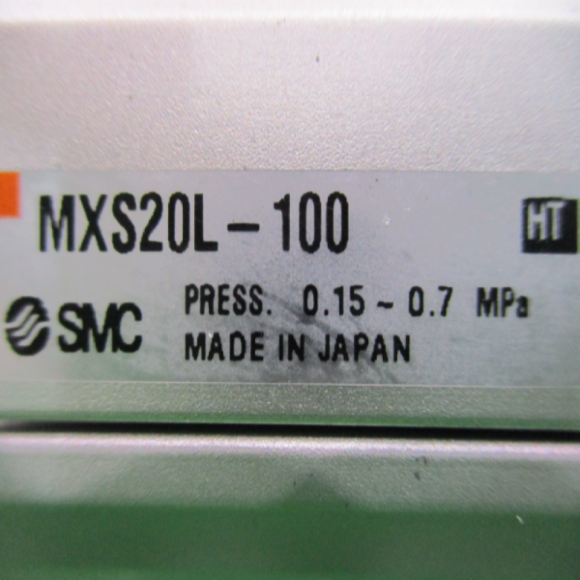 MXS20L-100 HT
SMC PRESS. 0.15 ~ 0.7 MPa
MADE IN JAPAN